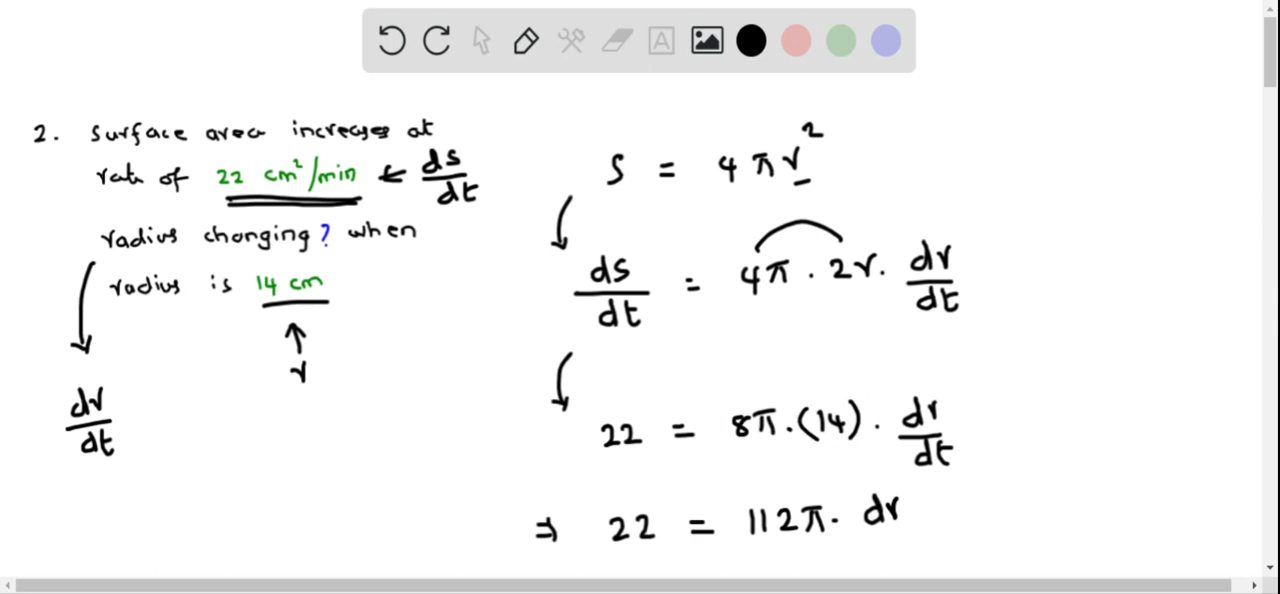 2. Surface area increases at
rate of 22 cm²/min ← ds/dt
radius changing? when
radius is 14 cm
↑
r
dr/dt
S = 4πr²
ds/dt = 4π · 2r. dr/dt
22 = 8π.(14) . dr/dt
⇒ 22 = 112π. dr
A